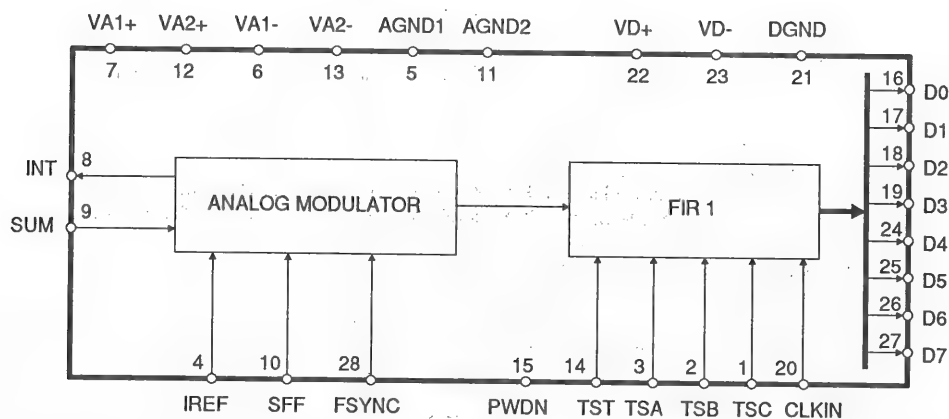 VA1+ VA2+ VA1- VA2- AGND1 AGND2 VD+ VD- DGND
7 12 6 13 5 11 22 23 21
16 D0
17 D1
18 D2
19 D3
24 D4
25 D5
26 D6
27 D7
INT 8
SUM 9
ANALOG MODULATOR
FIR 1
4 10 28 15 14 3 2 1 20
IREF SFF FSYNC PWDN TST TSA TSB TSC CLKIN